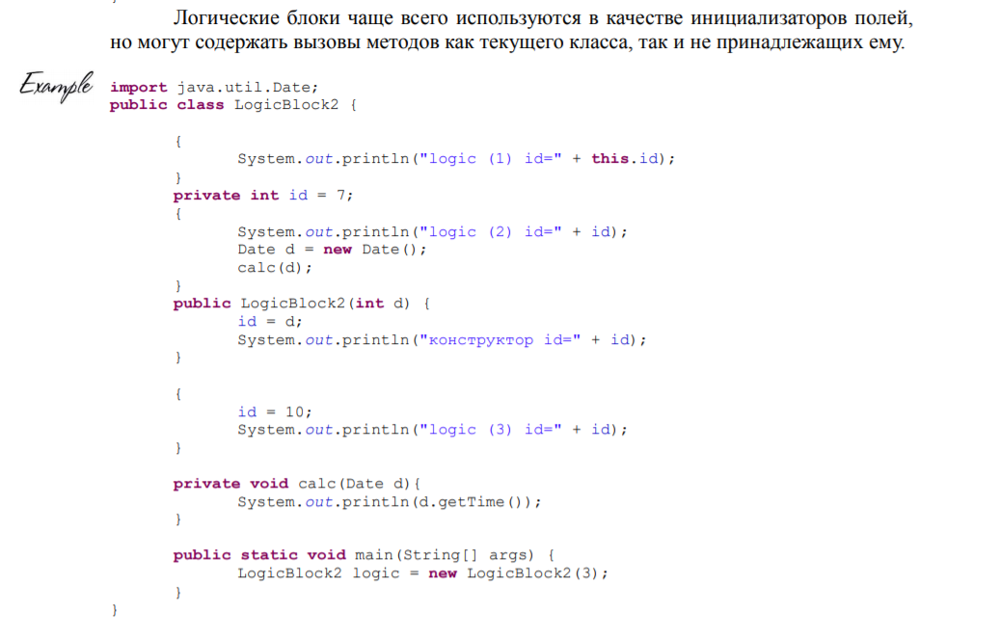 Логические блоки чаще всего используются в качестве инициализаторов полей,
но могут содержать вызовы методов как текущего класса, так и не принадлежащих ему.
Example
import java.util.Date;
public class LogicBlock2 {
{
System.out.println("logic (1) id=" + this.id);
}
private int id = 7;
{
System.out.println("logic (2) id=" + id);
Date d = new Date();
calc(d);
}
public LogicBlock2(int d) {
id = d;
System.out.println("конструктор id=" + id);
}
{
id = 10;
System.out.println("logic (3) id=" + id);
}
private void calc(Date d){
System.out.println(d.getTime());
}
public static void main(String[] args) {
LogicBlock2 logic = new LogicBlock2(3);
}
}